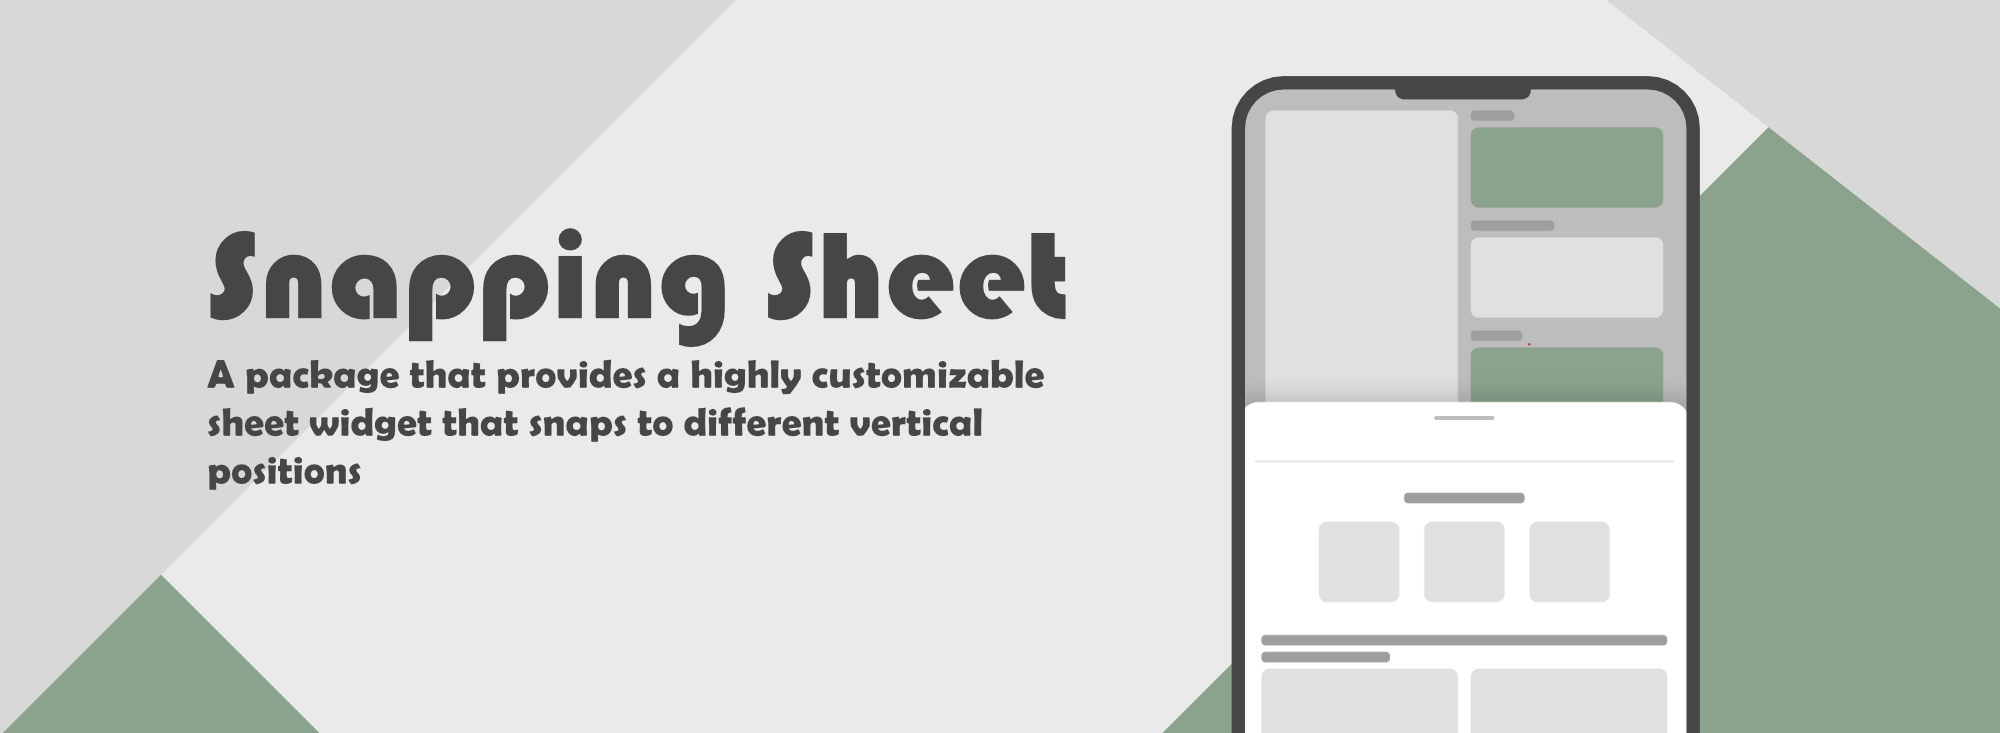 Snapping Sheet
A package that provides a highly customizable
sheet widget that snaps to different vertical
positions